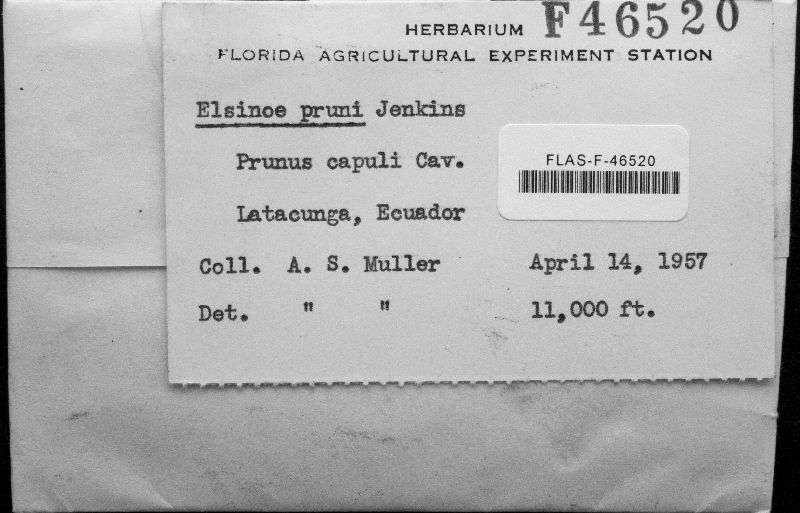 HERBARIUM F46520
FLORIDA AGRICULTURAL EXPERIMENT STATION
Elsinoe pruni Jenkins
Prunus capuli Cav.
FLAS-F-46520
Latacunga, Ecuador
Coll. A. S. Muller April 14, 1957
Det. " " 11,000 ft.